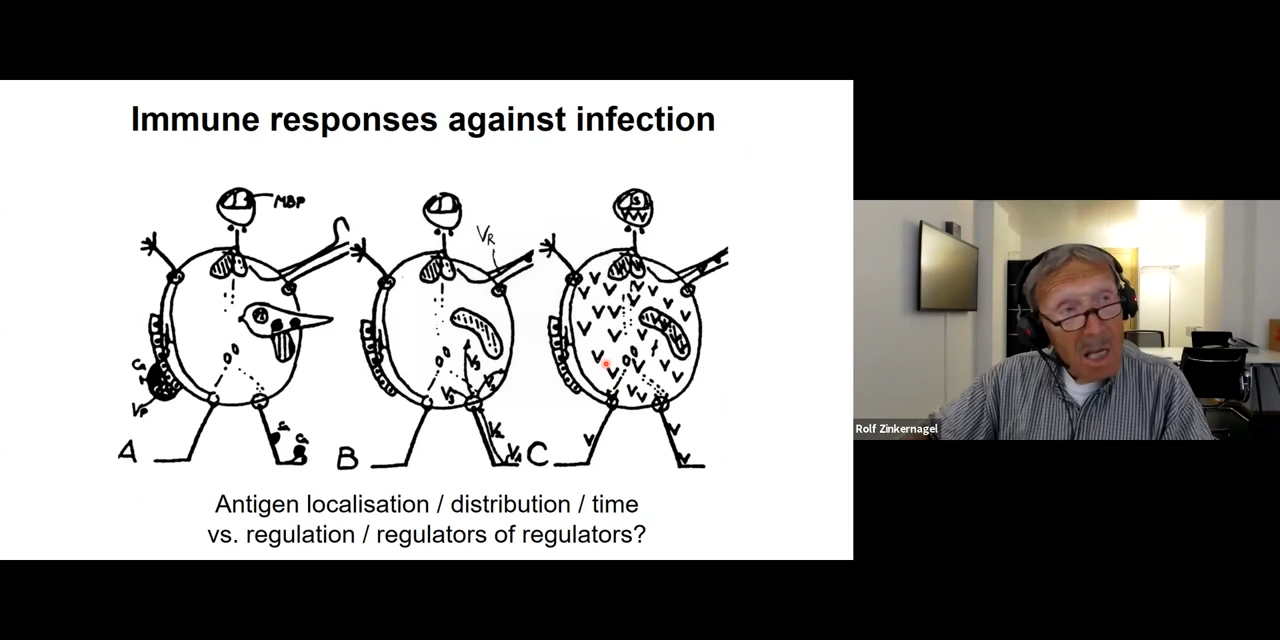 Immune responses against infection
MBP
VR
A
B
C
Antigen localisation / distribution / time
vs. regulation / regulators of regulators?
Rolf Zinkernagel